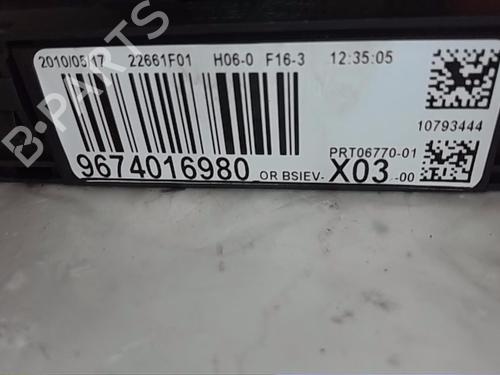 2010/05/17 22661F01 H06-0 F16-3 12:35:05
10793444
PRT06770-01
9674016980 OR BSIEV- X03 -00
B-PARTS